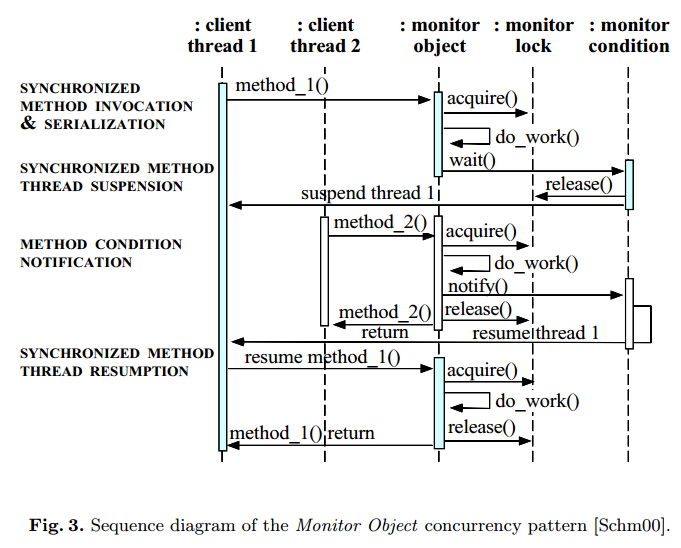 : client : client : monitor : monitor : monitor
thread 1 thread 2 object lock condition
SYNCHRONIZED
METHOD INVOCATION
& SERIALIZATION
method_1()
acquire()
do_work()
SYNCHRONIZED METHOD
THREAD SUSPENSION
wait()
release()
suspend thread 1
METHOD CONDITION
NOTIFICATION
method_2()
acquire()
do_work()
notify()
method_2()
return
release()
resume thread 1
SYNCHRONIZED METHOD
THREAD RESUMPTION
resume method_1()
acquire()
do_work()
method_1() return
release()
Fig. 3. Sequence diagram of the Monitor Object concurrency pattern [Schm00].